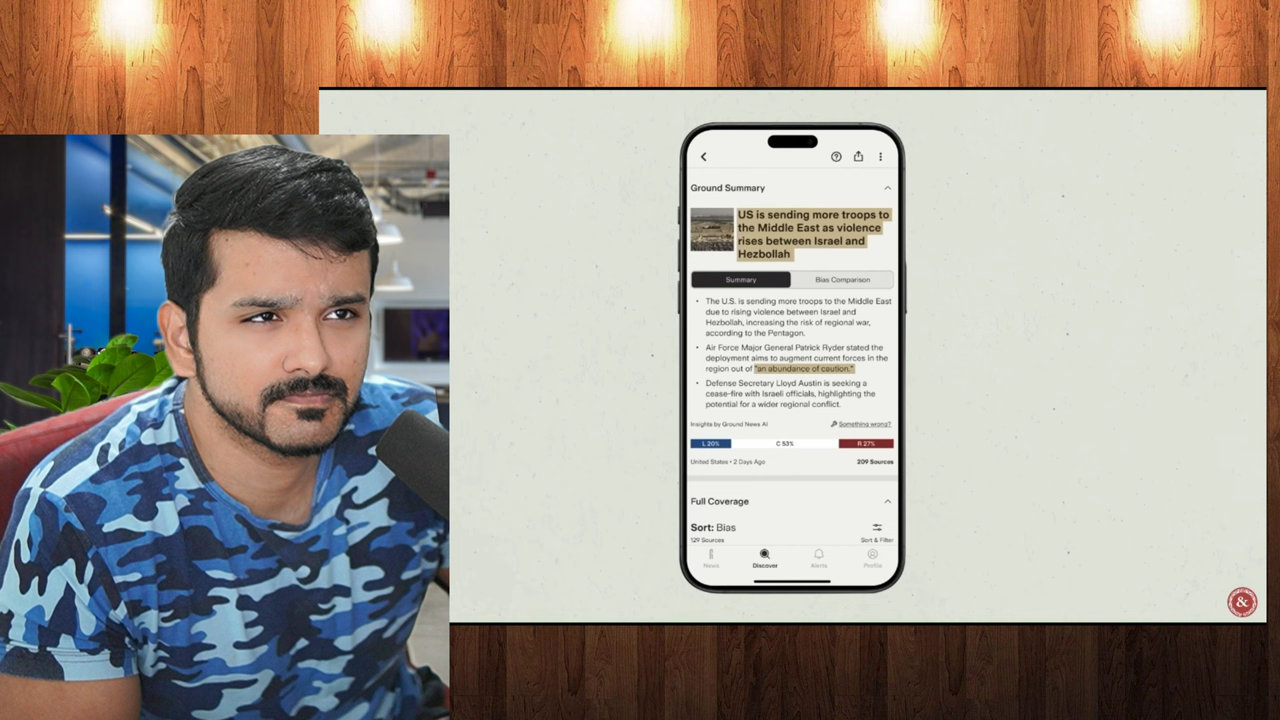 Ground Summary
US is sending more troops to
the Middle East as violence
rises between Israel and
Hezbollah
Summary
Bias Comparison
• The U.S. is sending more troops to the Middle East
due to rising violence between Israel and
Hezbollah, increasing the risk of regional war,
according to the Pentagon.
• Air Force Major General Patrick Ryder stated the
deployment aims to augment current forces in the
region out of "an abundance of caution."
• Defense Secretary Lloyd Austin is seeking a
cease-fire with Israeli officials, highlighting the
potential for a wider regional conflict.
Insights by Ground News AI
Something wrong?
L 20%
C 53%
R 27%
United States • 2 Days Ago
209 Sources
Full Coverage
Sort: Bias
129 Sources
Sort & Filter
News
Discover
Alerts
Profile
&